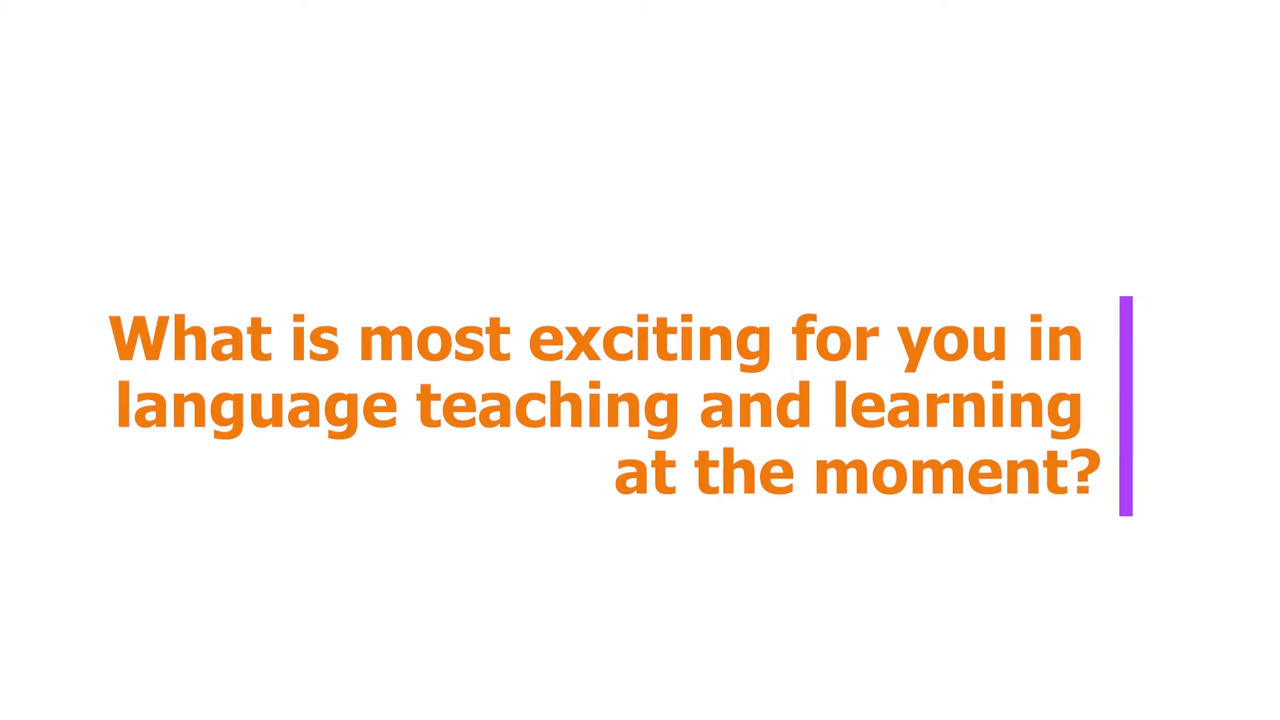 What is most exciting for you in
language teaching and learning
at the moment?